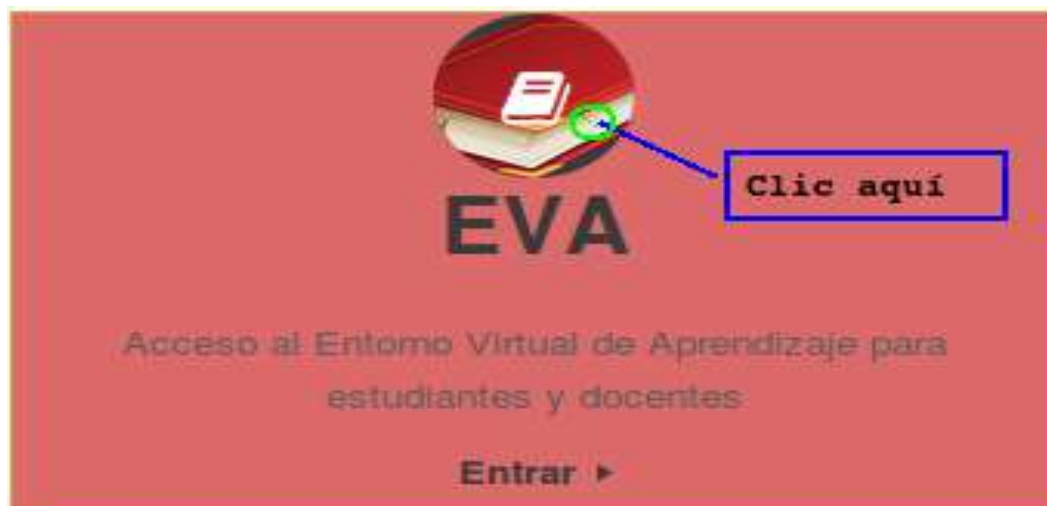 Clic aquí
EVA
Acceso al Entorno Virtual de Aprendizaje para
estudiantes y docentes
Entrar ▸